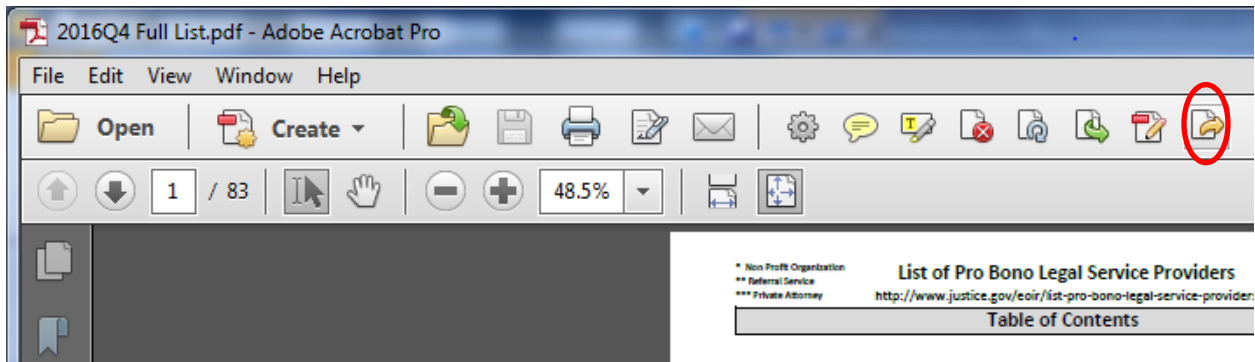 2016Q4 Full List.pdf - Adobe Acrobat Pro
File Edit View Window Help
Open Create
1 / 83 48.5%
* Non Profit Organization
** Referral Service
*** Private Attorney
List of Pro Bono Legal Service Providers
http://www.justice.gov/eoir/list-pro-bono-legal-service-providers
Table of Contents